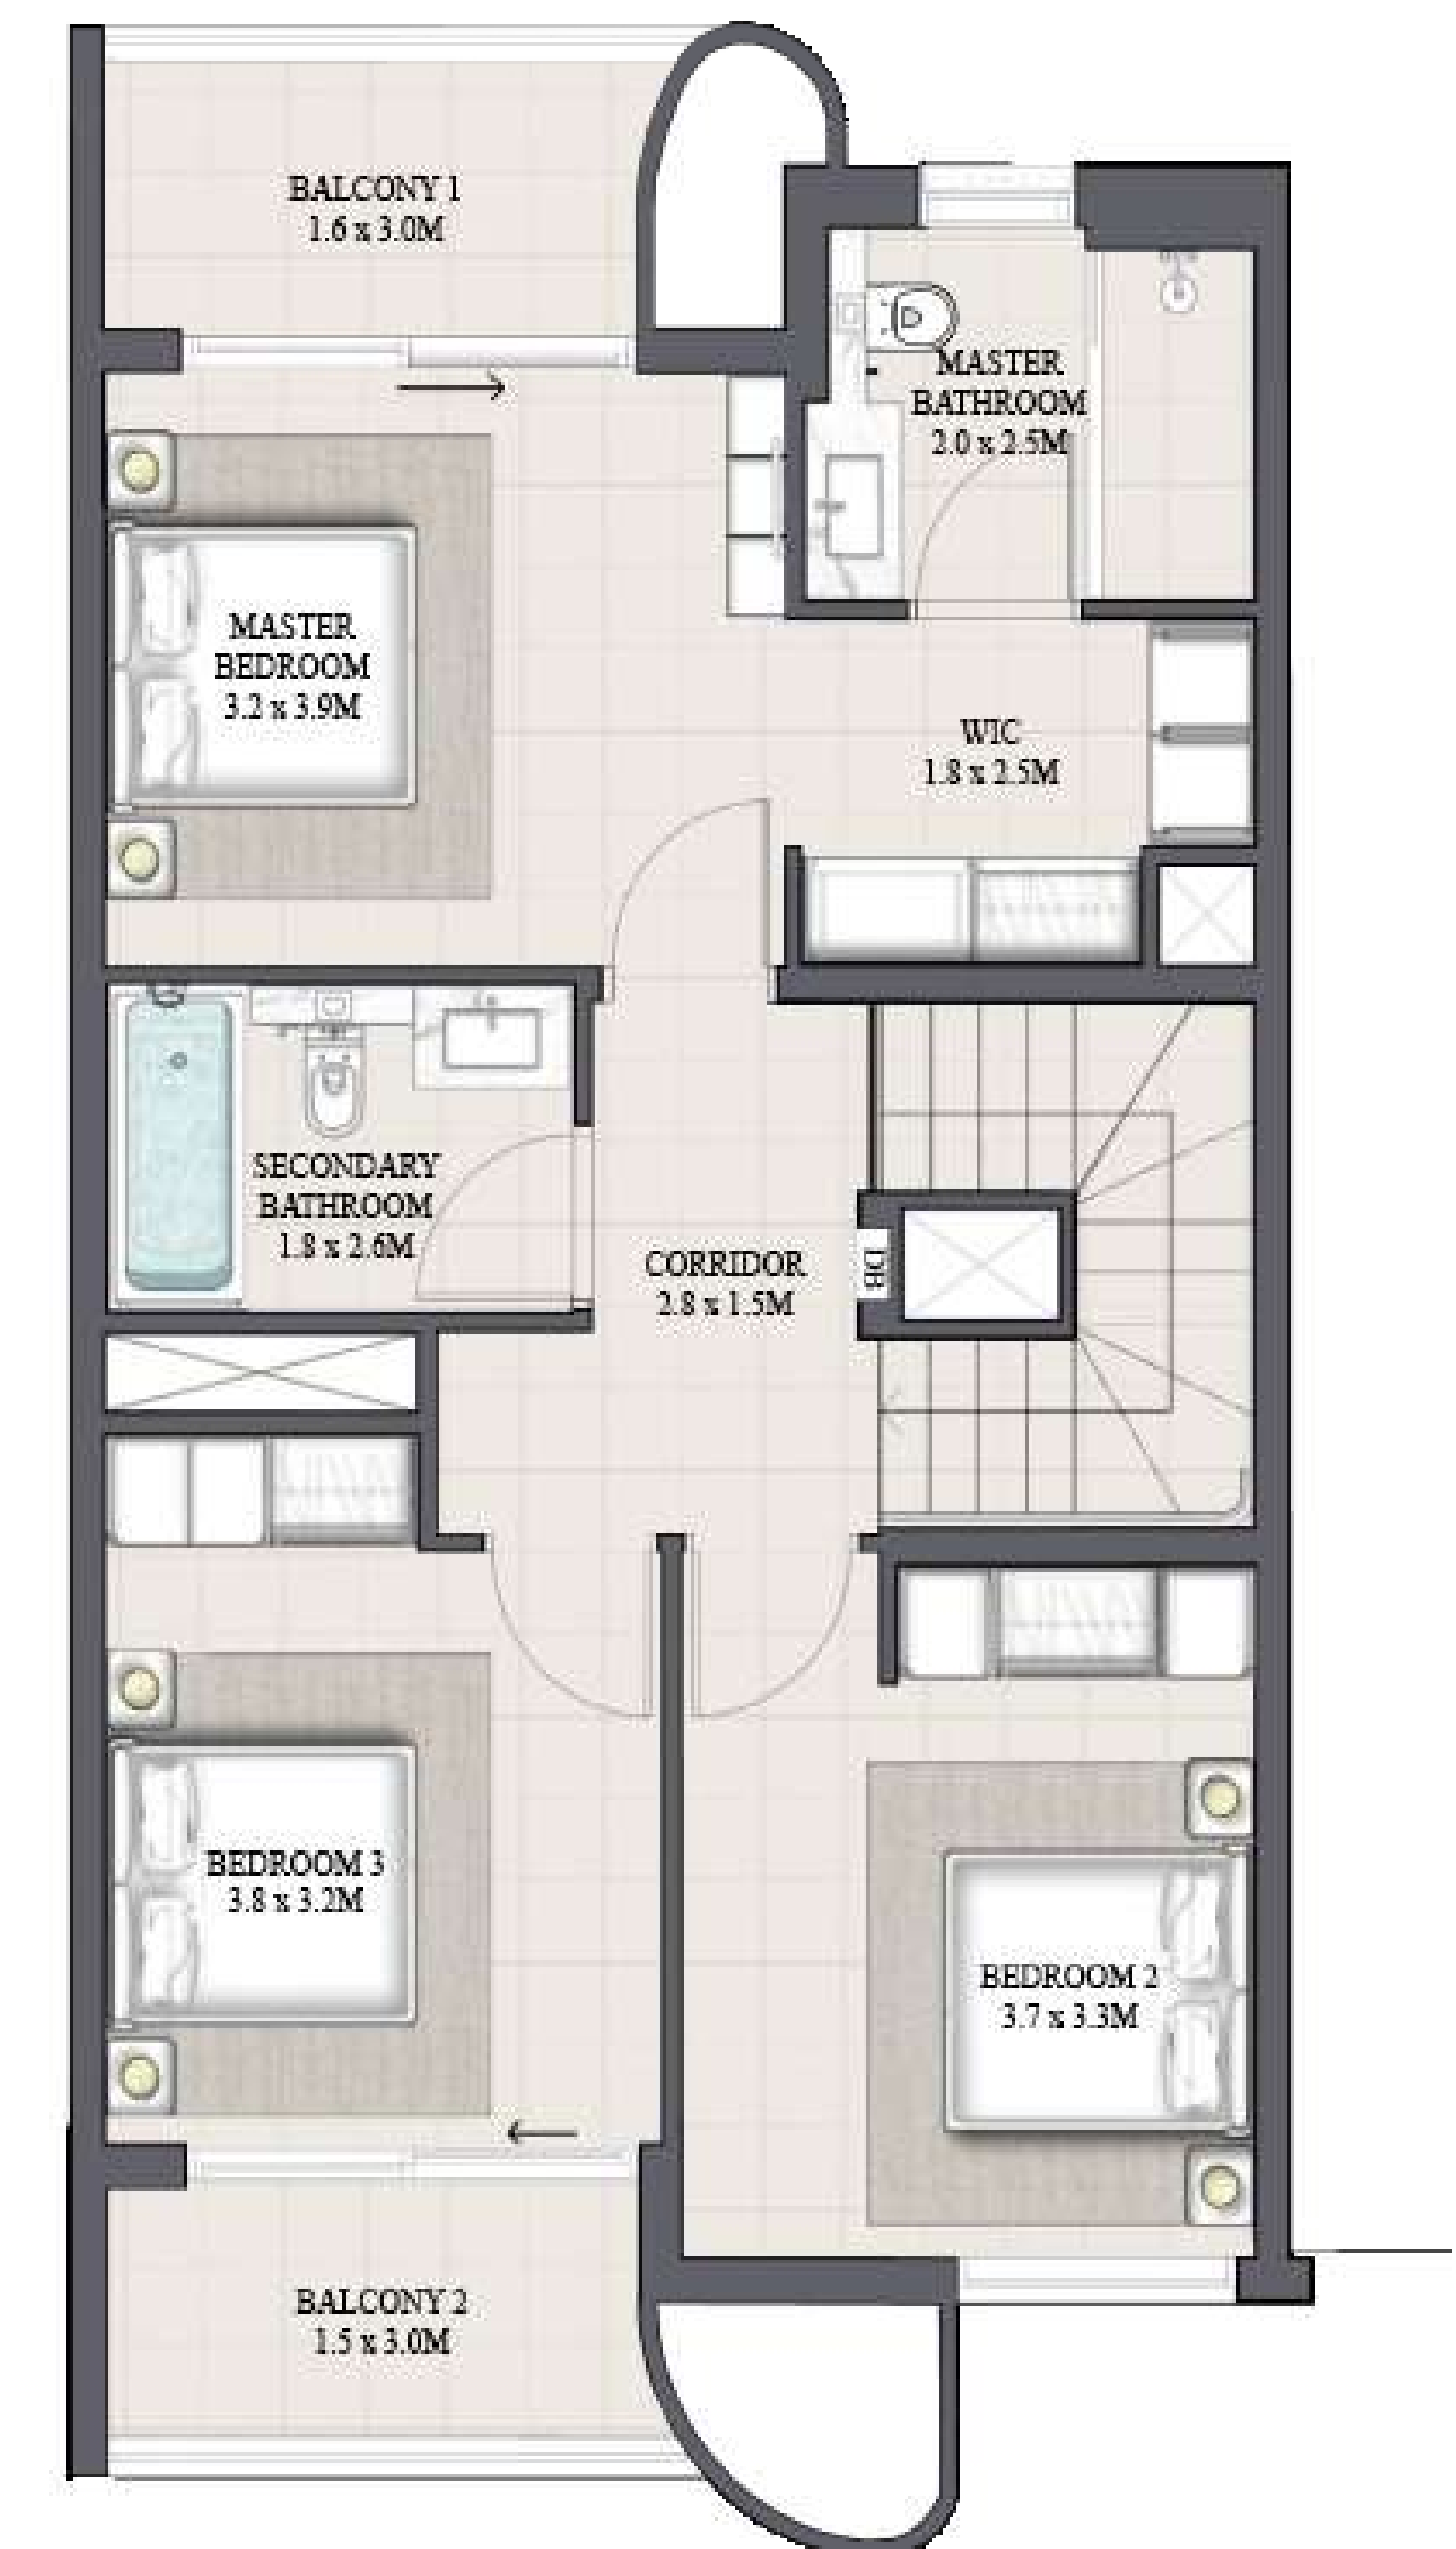 BALCONY 1
1.6 x 3.0M
MASTER
BATHROOM
2.0 x 2.5M
MASTER
BEDROOM
3.2 x 3.9M
WIC
1.8 x 2.5M
SECONDARY
BATHROOM
1.8 x 2.6M
CORRIDOR
2.8 x 1.5M
DB
BEDROOM 3
3.8 x 3.2M
BEDROOM 2
3.7 x 3.3M
BALCONY 2
1.5 x 3.0M